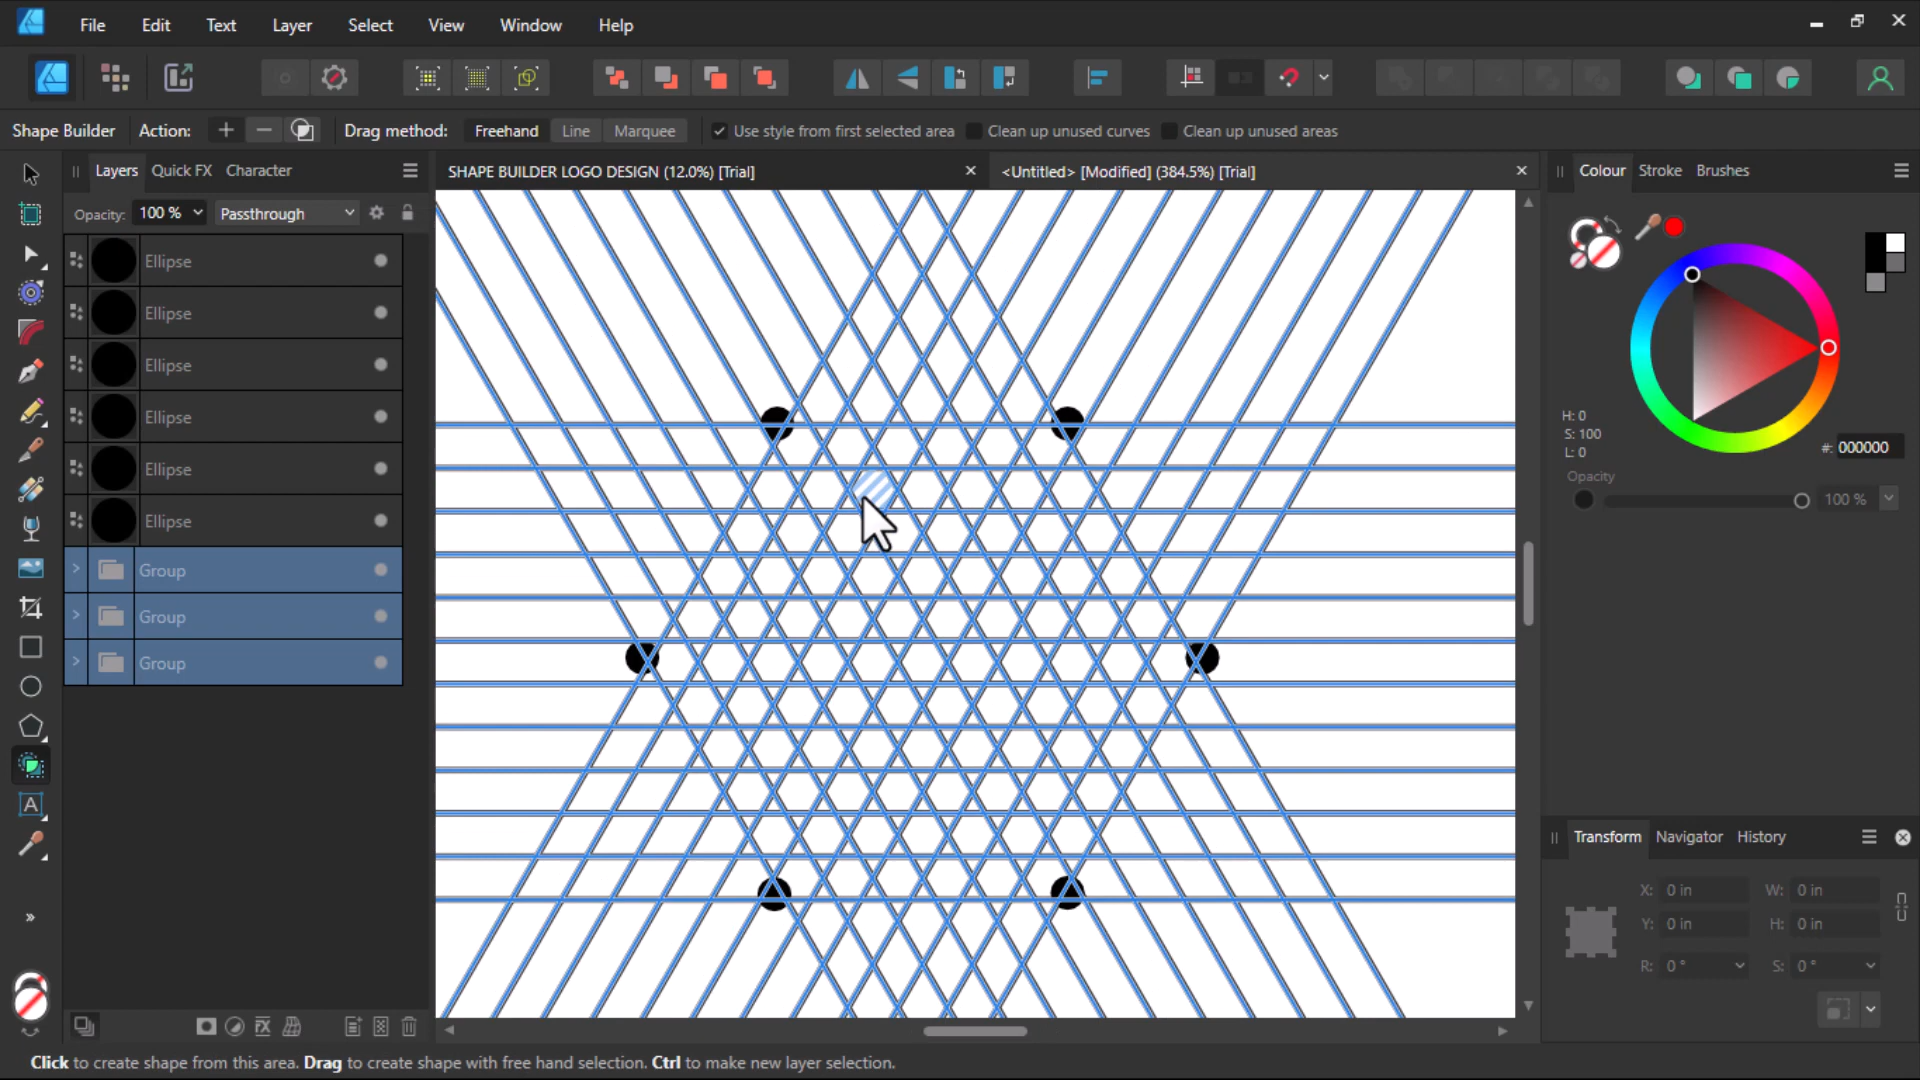 File Edit Text Layer Select View Window Help
Shape Builder Action: Drag method: Freehand Line Marquee Use style from first selected area Clean up unused curves Clean up unused areas
Layers Quick FX Character
SHAPE BUILDER LOGO DESIGN (12.0%) [Trial]
<Untitled> [Modified] (384.5%) [Trial]
Colour Stroke Brushes
Opacity: 100 % Passthrough
Ellipse
Ellipse
Ellipse
Ellipse
Ellipse
Ellipse
Group
Group
Group
H: 0
S: 100
L: 0
#: 000000
Opacity
100 %
Transform Navigator History
X: 0 in W: 0 in
Y: 0 in H: 0 in
R: 0 ° S: 0 °
Click to create shape from this area. Drag to create shape with free hand selection. Ctrl to make new layer selection.